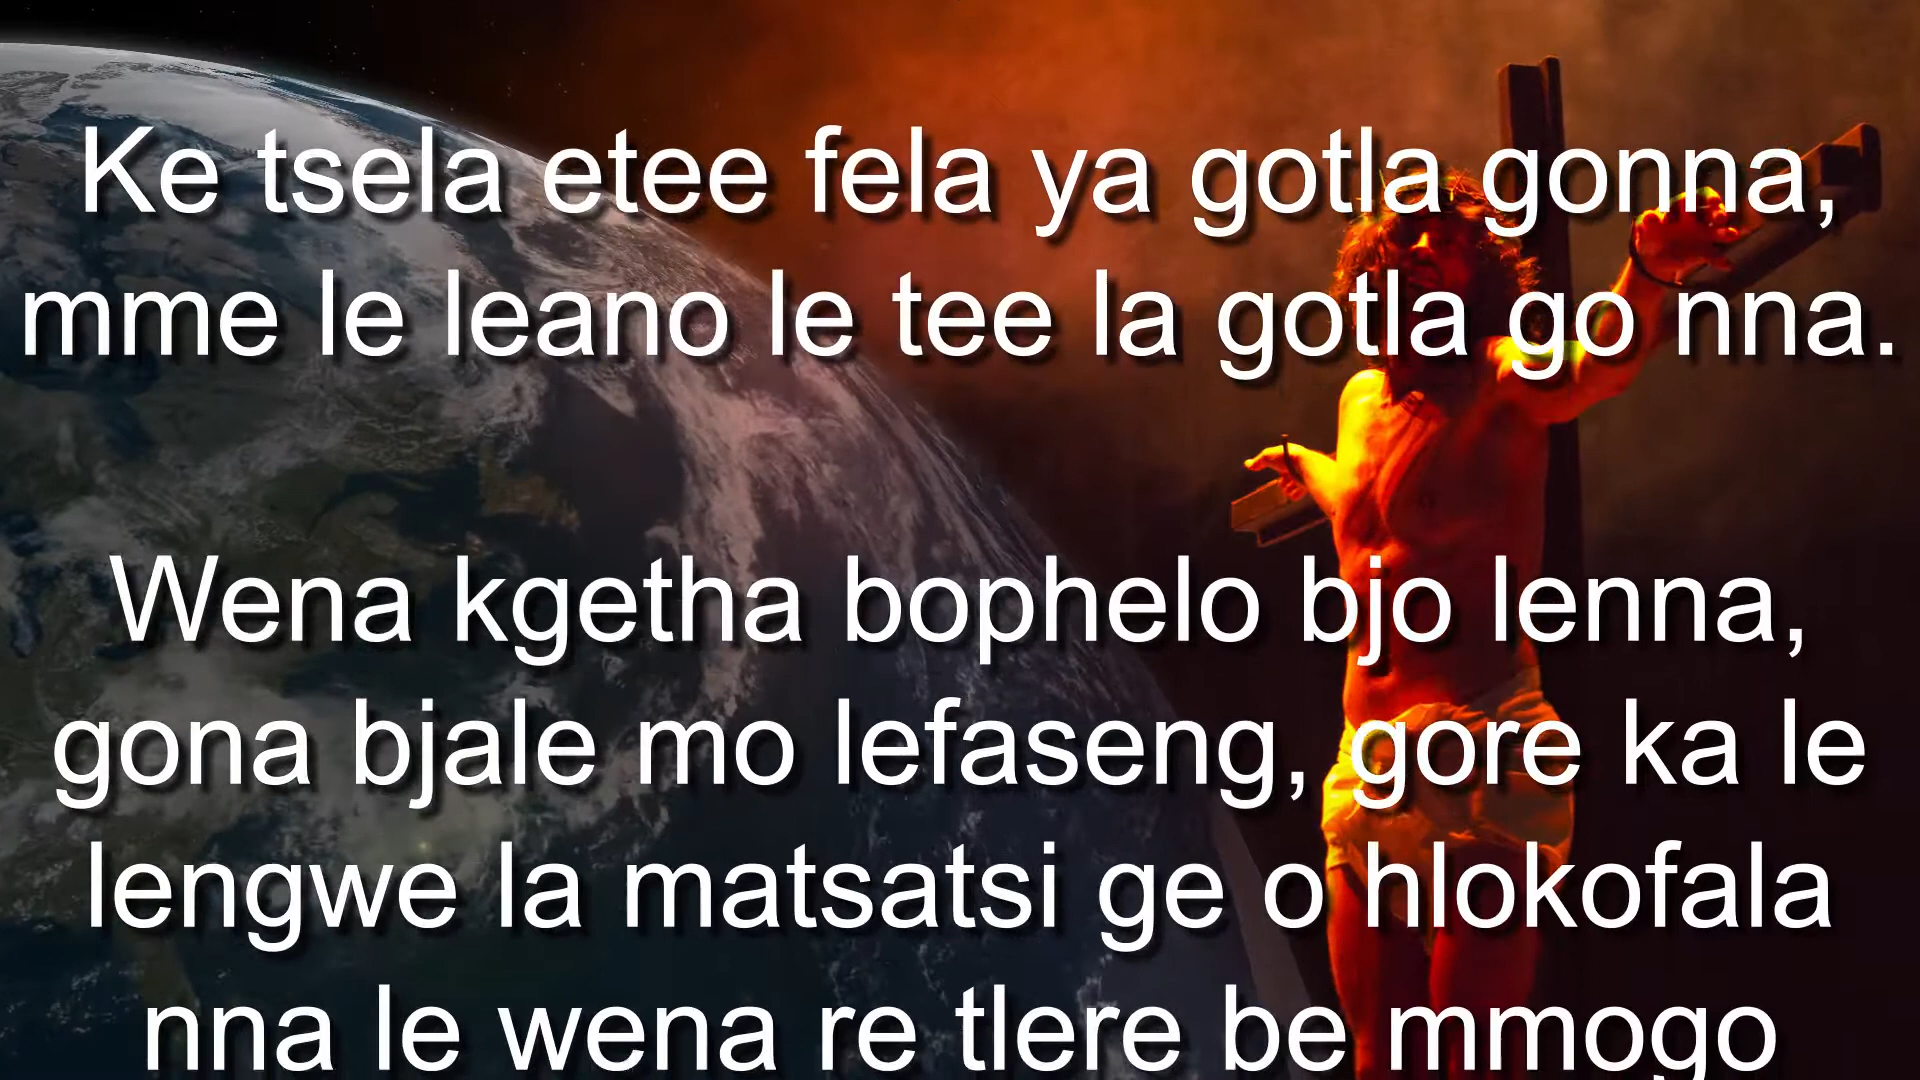 Ke tsela etee fela ya gotla gonna,
mme le leano le tee la gotla go nna.
Wena kgetha bophelo bjo lenna,
gona bjale mo lefaseng, gore ka le
lengwe la matsatsi ge o hlokofala
nna le wena re tlere be mmogo